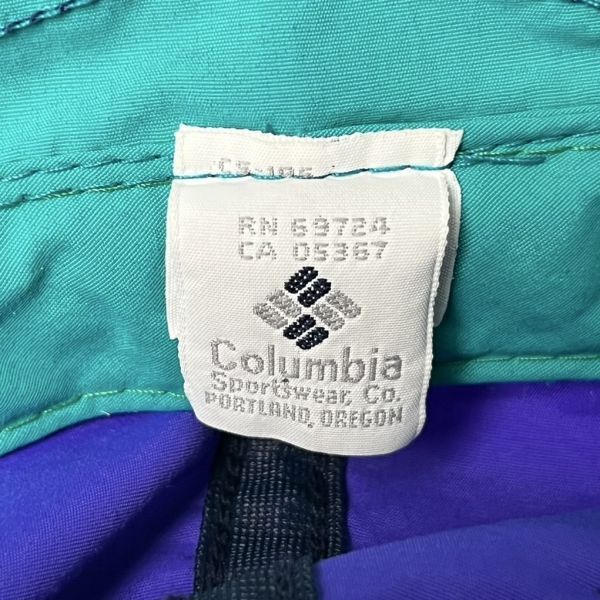 RN 69724
CA 05367
Columbia
Sportswear, Co.
PORTLAND, OREGON